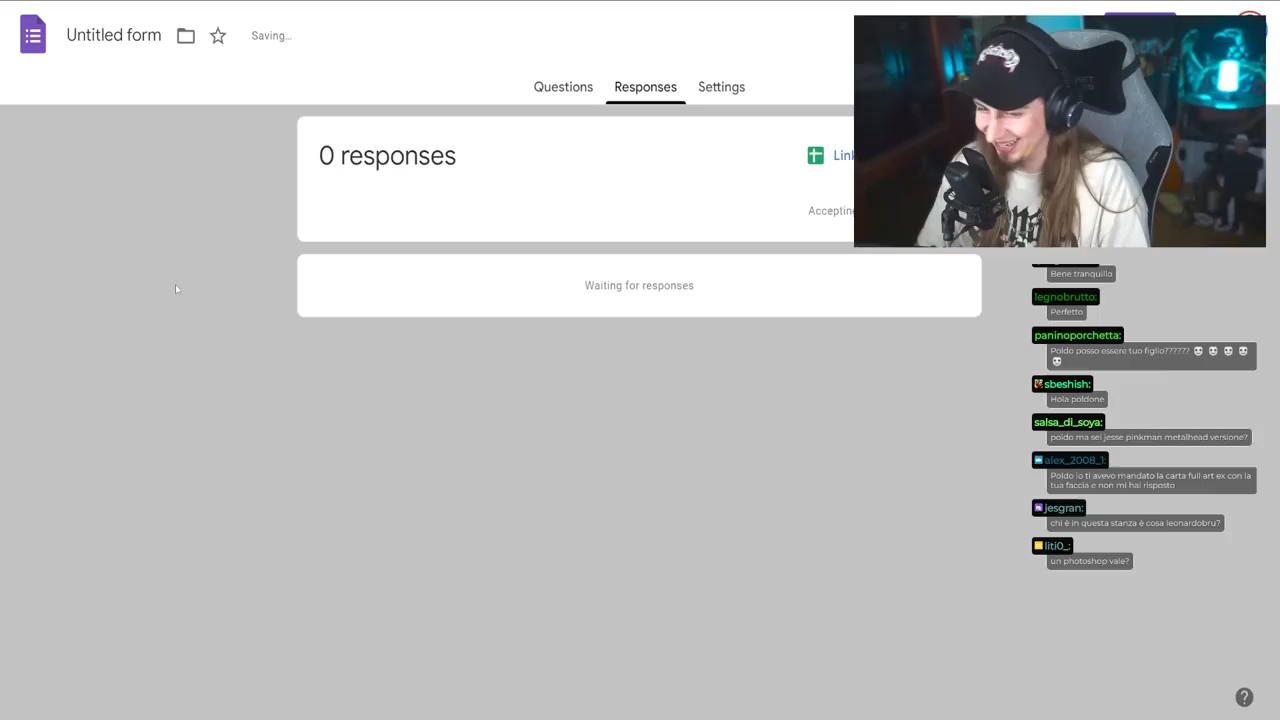 Untitled form
Saving...
Questions
Responses
Settings
0 responses
Link
Accepting
Waiting for responses
Bene tranquillo
legnobrutto:
Perfetto
paninoporchetta:
Poldo posso essere tuo figlio??????
sbeshish:
Hola poldone
salsa_di_soya:
poldo ma sei jesse pinkman metalhead versione?
alex_2008_1:
Poldo io ti avevo mandato la carta full art ex con la
tua faccia e non mi hai risposto
jesgran:
chi è in questa stanza è cosa leonardobru?
liti0_:
un photoshop vale?